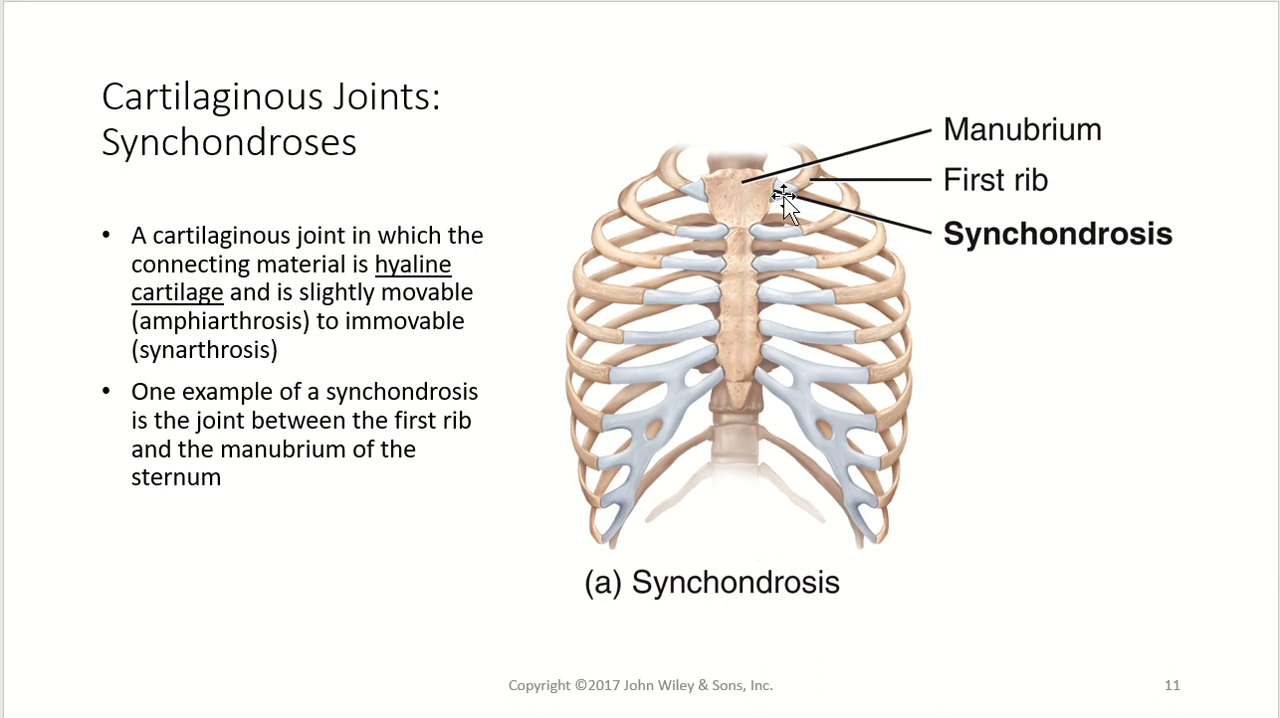 Cartilaginous Joints:
Synchondroses
• A cartilaginous joint in which the
connecting material is hyaline
cartilage and is slightly movable
(amphiarthrosis) to immovable
(synarthrosis)
• One example of a synchondrosis
is the joint between the first rib
and the manubrium of the
sternum
Manubrium
First rib
Synchondrosis
(a) Synchondrosis
Copyright ©2017 John Wiley & Sons, Inc.
11